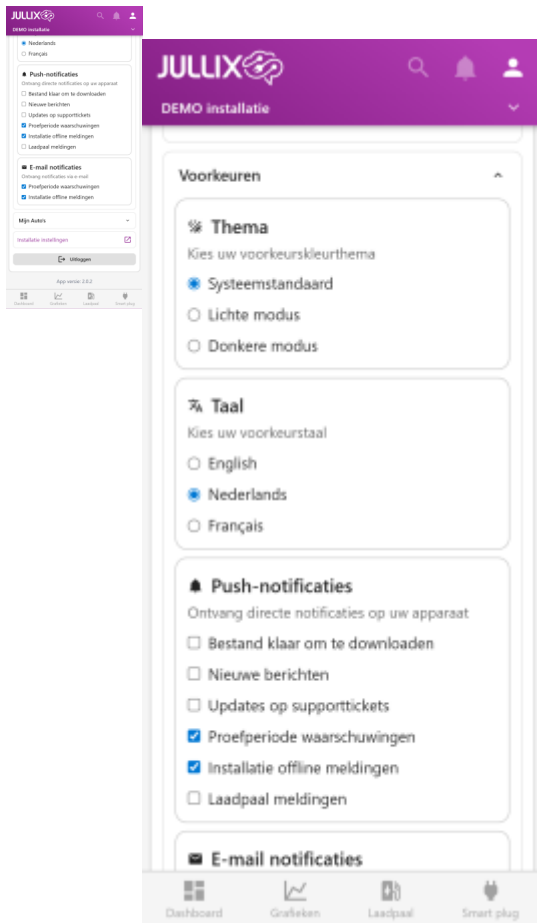 JULLIX
DEMO installatie
Nederlands
Français
Push-notificaties
Ontvang directe notificaties op uw apparaat
Bestand klaar om te downloaden
Nieuwe berichten
Updates op supporttickets
Proefperiode waarschuwingen
Installatie offline meldingen
Laadpaal meldingen
E-mail notificaties
Ontvang notificaties via e-mail
Proefperiode waarschuwingen
Installatie offline meldingen
Mijn Auto's
Installatie instellingen
Uitloggen
App versie: 2.0.2
Dashboard Grafieken Laadpaal Smart plug
JULLIX
DEMO installatie
Voorkeuren
Thema
Kies uw voorkeurskleurthema
Systeemstandaard
Lichte modus
Donkere modus
Taal
Kies uw voorkeurstaal
English
Nederlands
Français
Push-notificaties
Ontvang directe notificaties op uw apparaat
Bestand klaar om te downloaden
Nieuwe berichten
Updates op supporttickets
Proefperiode waarschuwingen
Installatie offline meldingen
Laadpaal meldingen
E-mail notificaties
Dashboard Grafieken Laadpaal Smart plug